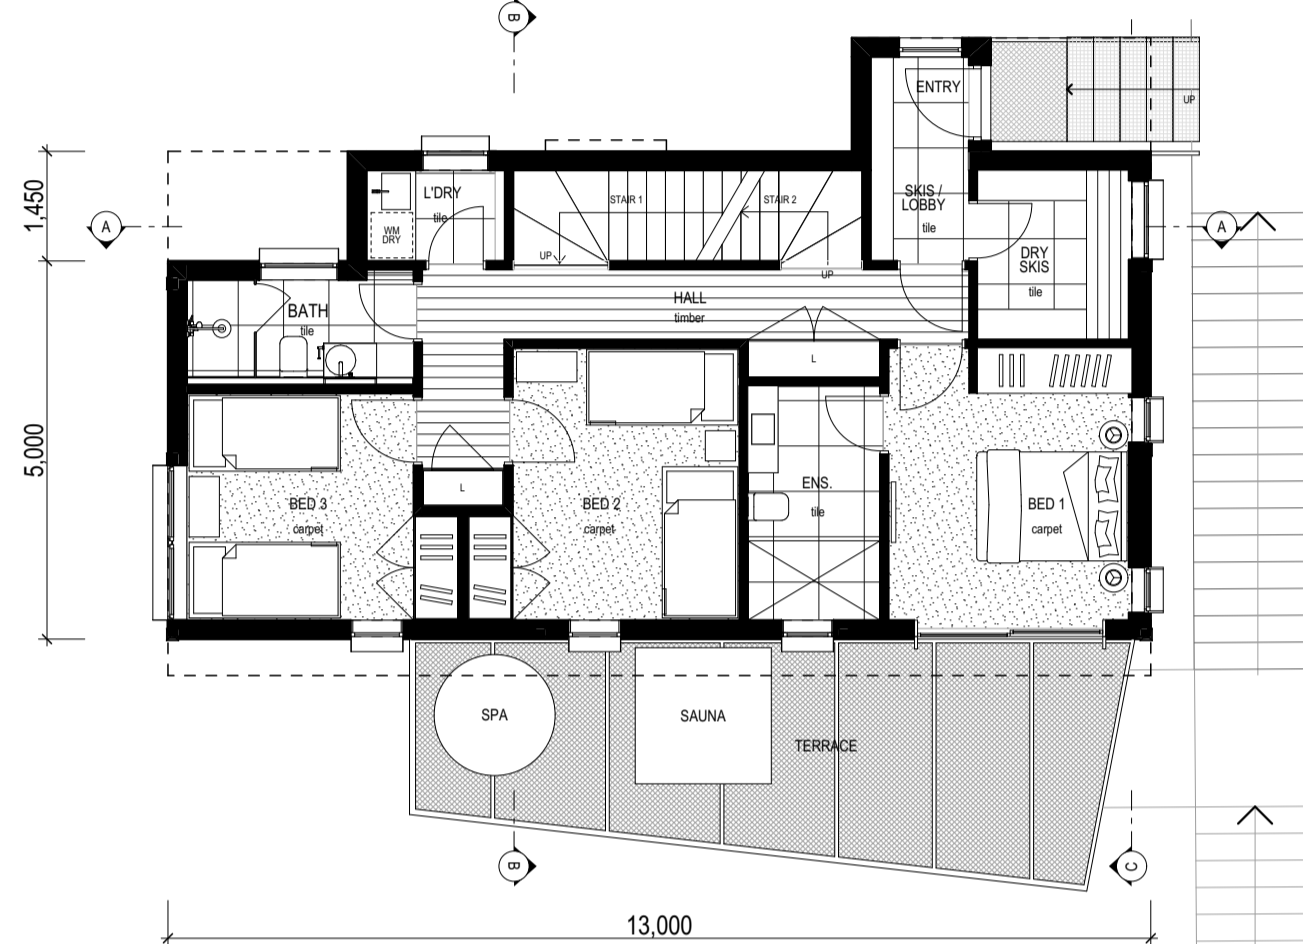 B
ENTRY
UP
1,450
L'DRY
tile
WM
DRY
STAIR 1
STAIR 2
SKIS /
LOBBY
tile
A
A
UP
UP
DRY
SKIS
tile
HALL
timber
BATH
tile
L
5,000
L
ENS.
tile
BED 3
carpet
BED 2
carpet
BED 1
carpet
SPA
SAUNA
TERRACE
B
C
13,000